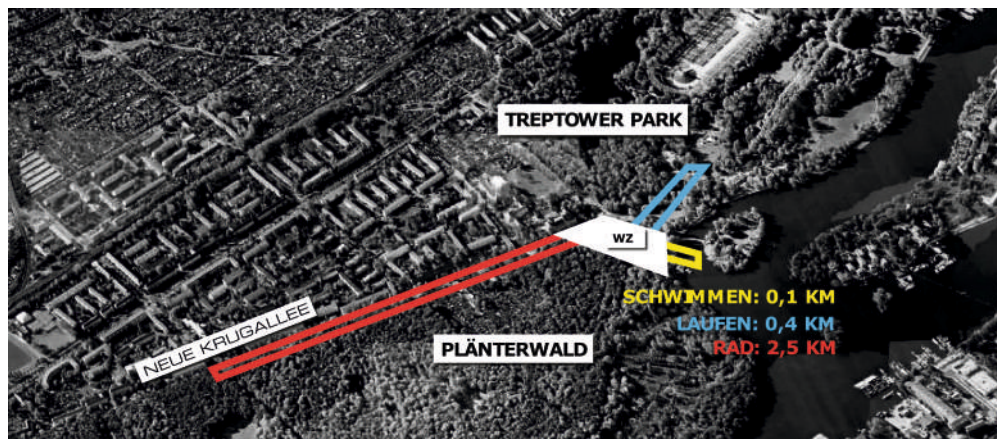 TREPTOWER PARK
WZ
SCHWIMMEN: 0,1 KM
NEUE KRUGALLEE
LAUFEN: 0,4 KM
PLÄNTERWALD
RAD: 2,5 KM